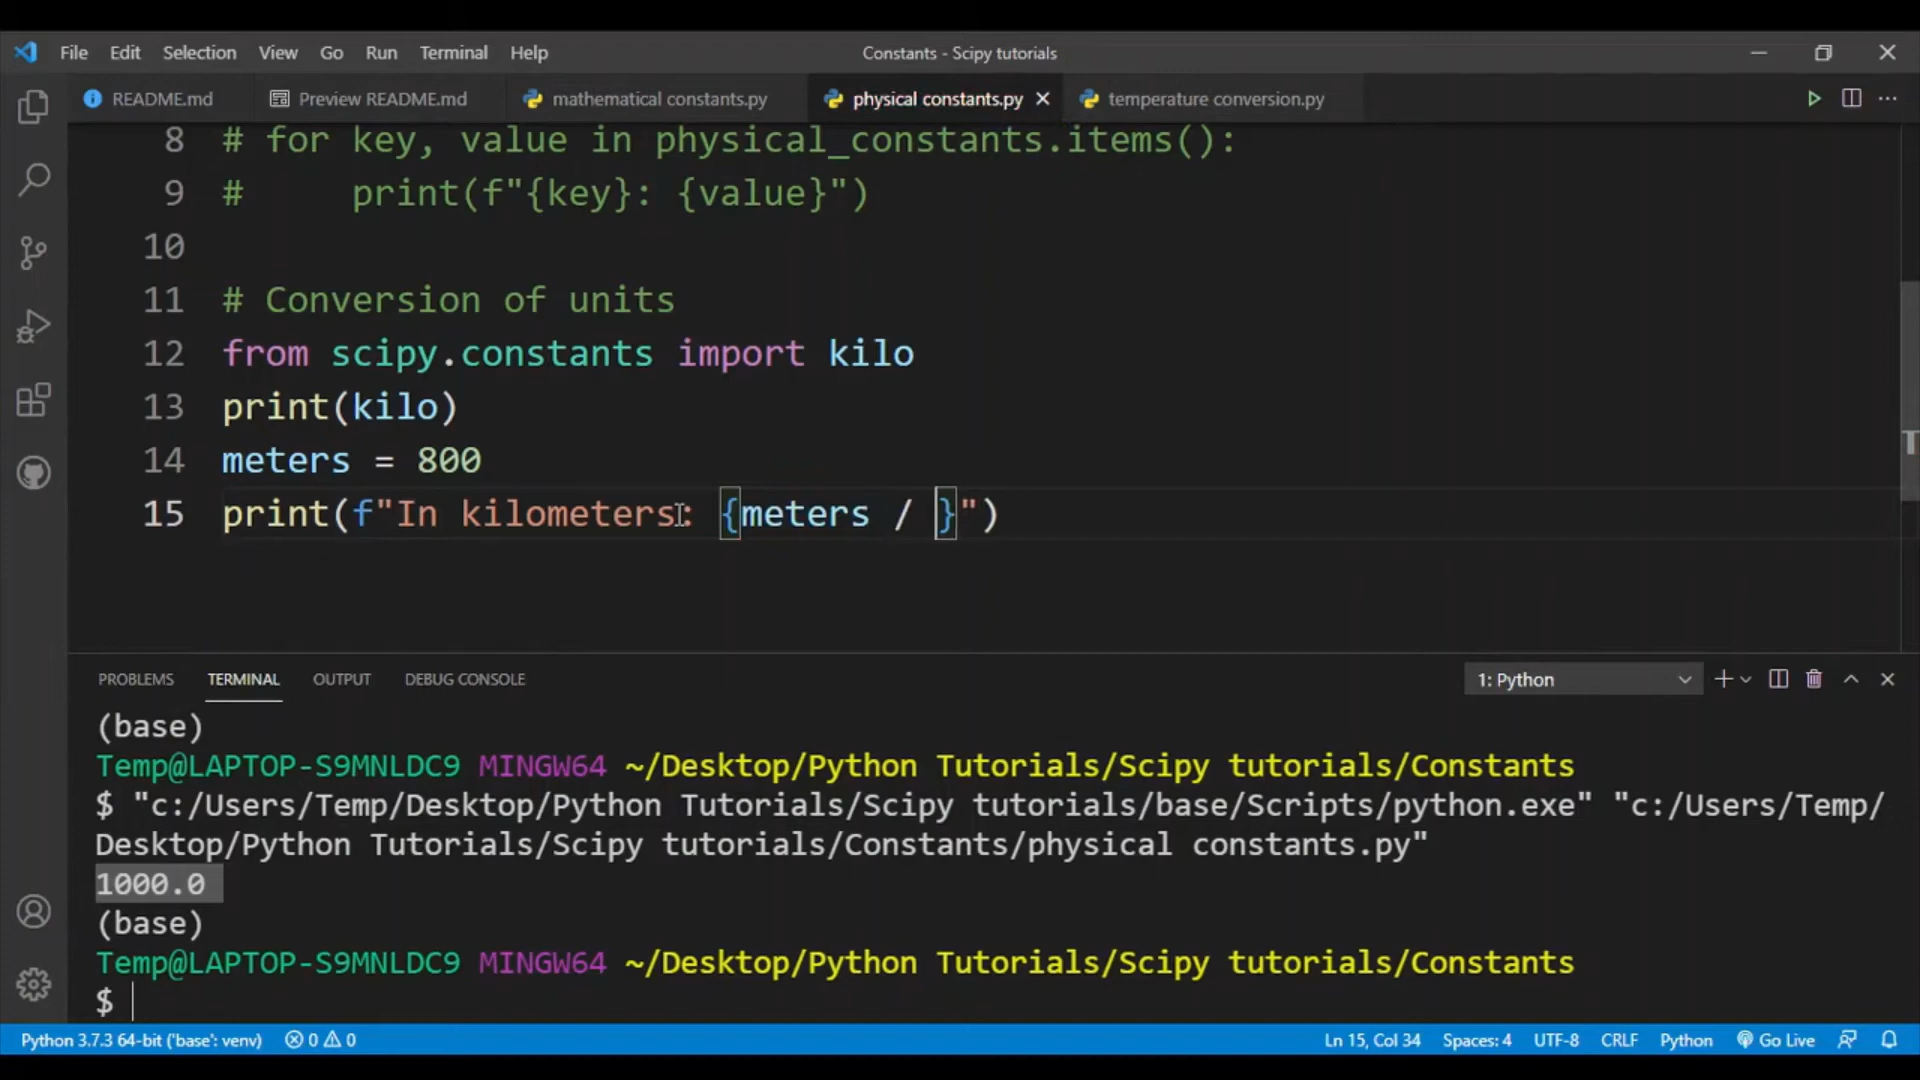 File Edit Selection View Go Run Terminal Help Constants - Scipy tutorials
README.md Preview README.md mathematical constants.py physical constants.py temperature conversion.py
8 # for key, value in physical_constants.items():
9 #     print(f"{key}: {value}")
10
11 # Conversion of units
12 from scipy.constants import kilo
13 print(kilo)
14 meters = 800
15 print(f"In kilometers: {meters / }")
PROBLEMS TERMINAL OUTPUT DEBUG CONSOLE 1: Python
(base)
Temp@LAPTOP-S9MNLDC9 MINGW64 ~/Desktop/Python Tutorials/Scipy tutorials/Constants
$ "c:/Users/Temp/Desktop/Python Tutorials/Scipy tutorials/base/Scripts/python.exe" "c:/Users/Temp/
Desktop/Python Tutorials/Scipy tutorials/Constants/physical constants.py"
1000.0
(base)
Temp@LAPTOP-S9MNLDC9 MINGW64 ~/Desktop/Python Tutorials/Scipy tutorials/Constants
$
Python 3.7.3 64-bit ('base': venv) 0 0 Ln 15, Col 34 Spaces: 4 UTF-8 CRLF Python Go Live